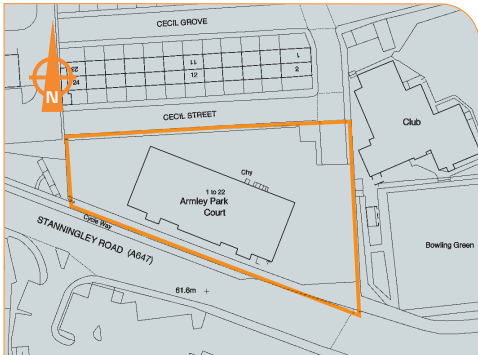 CECIL GROVE
23
11
1
24
12
2
N
CECIL STREET
Club
Chy
1 to 22
Armley Park
Court
Cycle Way
STANNINGLEY ROAD (A647)
Bowling Green
61.6m